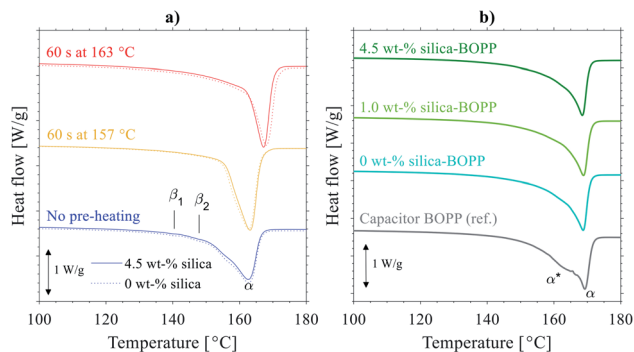 a)
Heat flow [W/g]
60 s at 163 °C
60 s at 157 °C
No pre-heating
β1
β2
1 W/g
4.5 wt-% silica
0 wt-% silica
α
100 120 140 160 180
Temperature [°C]
b)
Heat flow [W/g]
4.5 wt-% silica-BOPP
1.0 wt-% silica-BOPP
0 wt-% silica-BOPP
Capacitor BOPP (ref.)
1 W/g
α*
α
100 120 140 160 180
Temperature [°C]